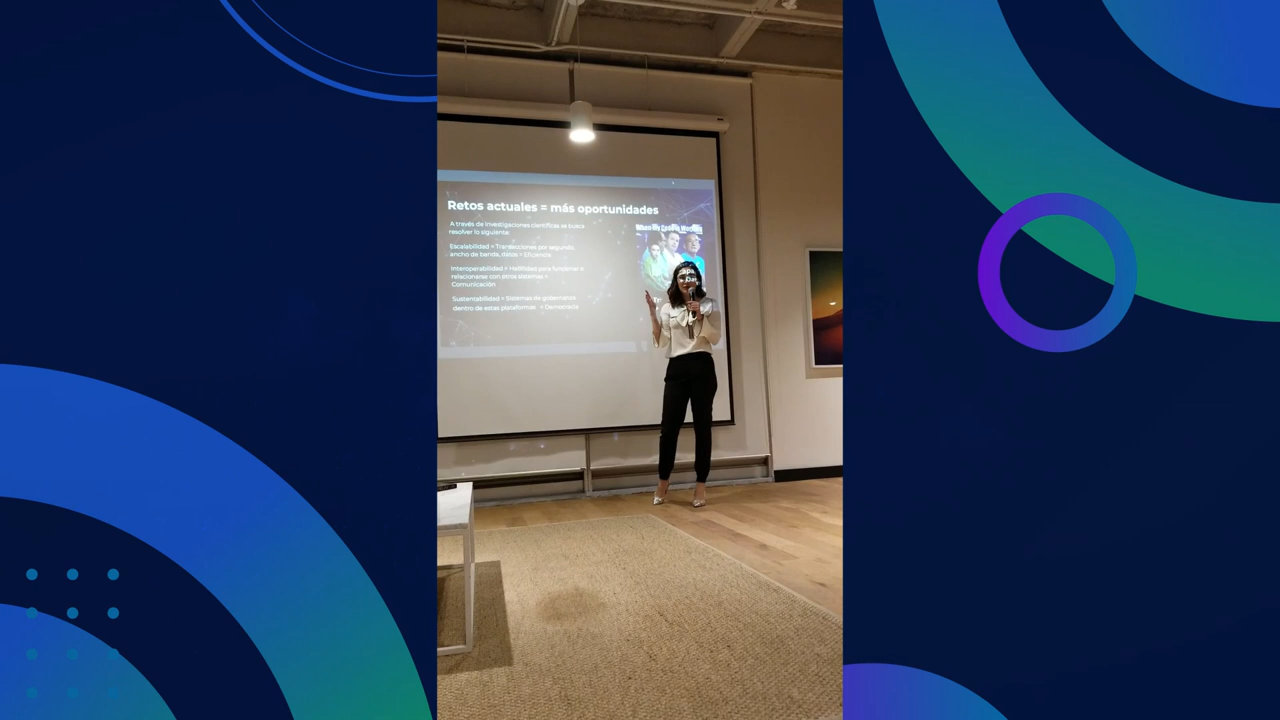 Retos actuales = más oportunidades
A través de investigaciones científicas se busca
resolver lo siguiente:
Escalabilidad = Transacciones por segundo,
ancho de banda, datos = Eficiencia
Interoperabilidad = Habilidad para funcionar o
relacionarse con otros sistemas =
Comunicación
Sustentabilidad = Sistemas de gobernanza
dentro de estas plataformas = Democracia